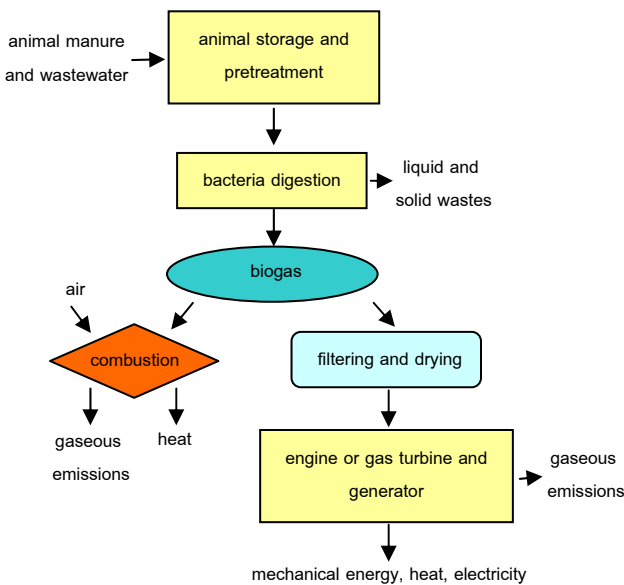 animal manure
and wastewater
animal storage and
pretreatment
bacteria digestion
liquid and
solid wastes
biogas
air
combustion
filtering and drying
gaseous
emissions
heat
engine or gas turbine and
generator
gaseous
emissions
mechanical energy, heat, electricity